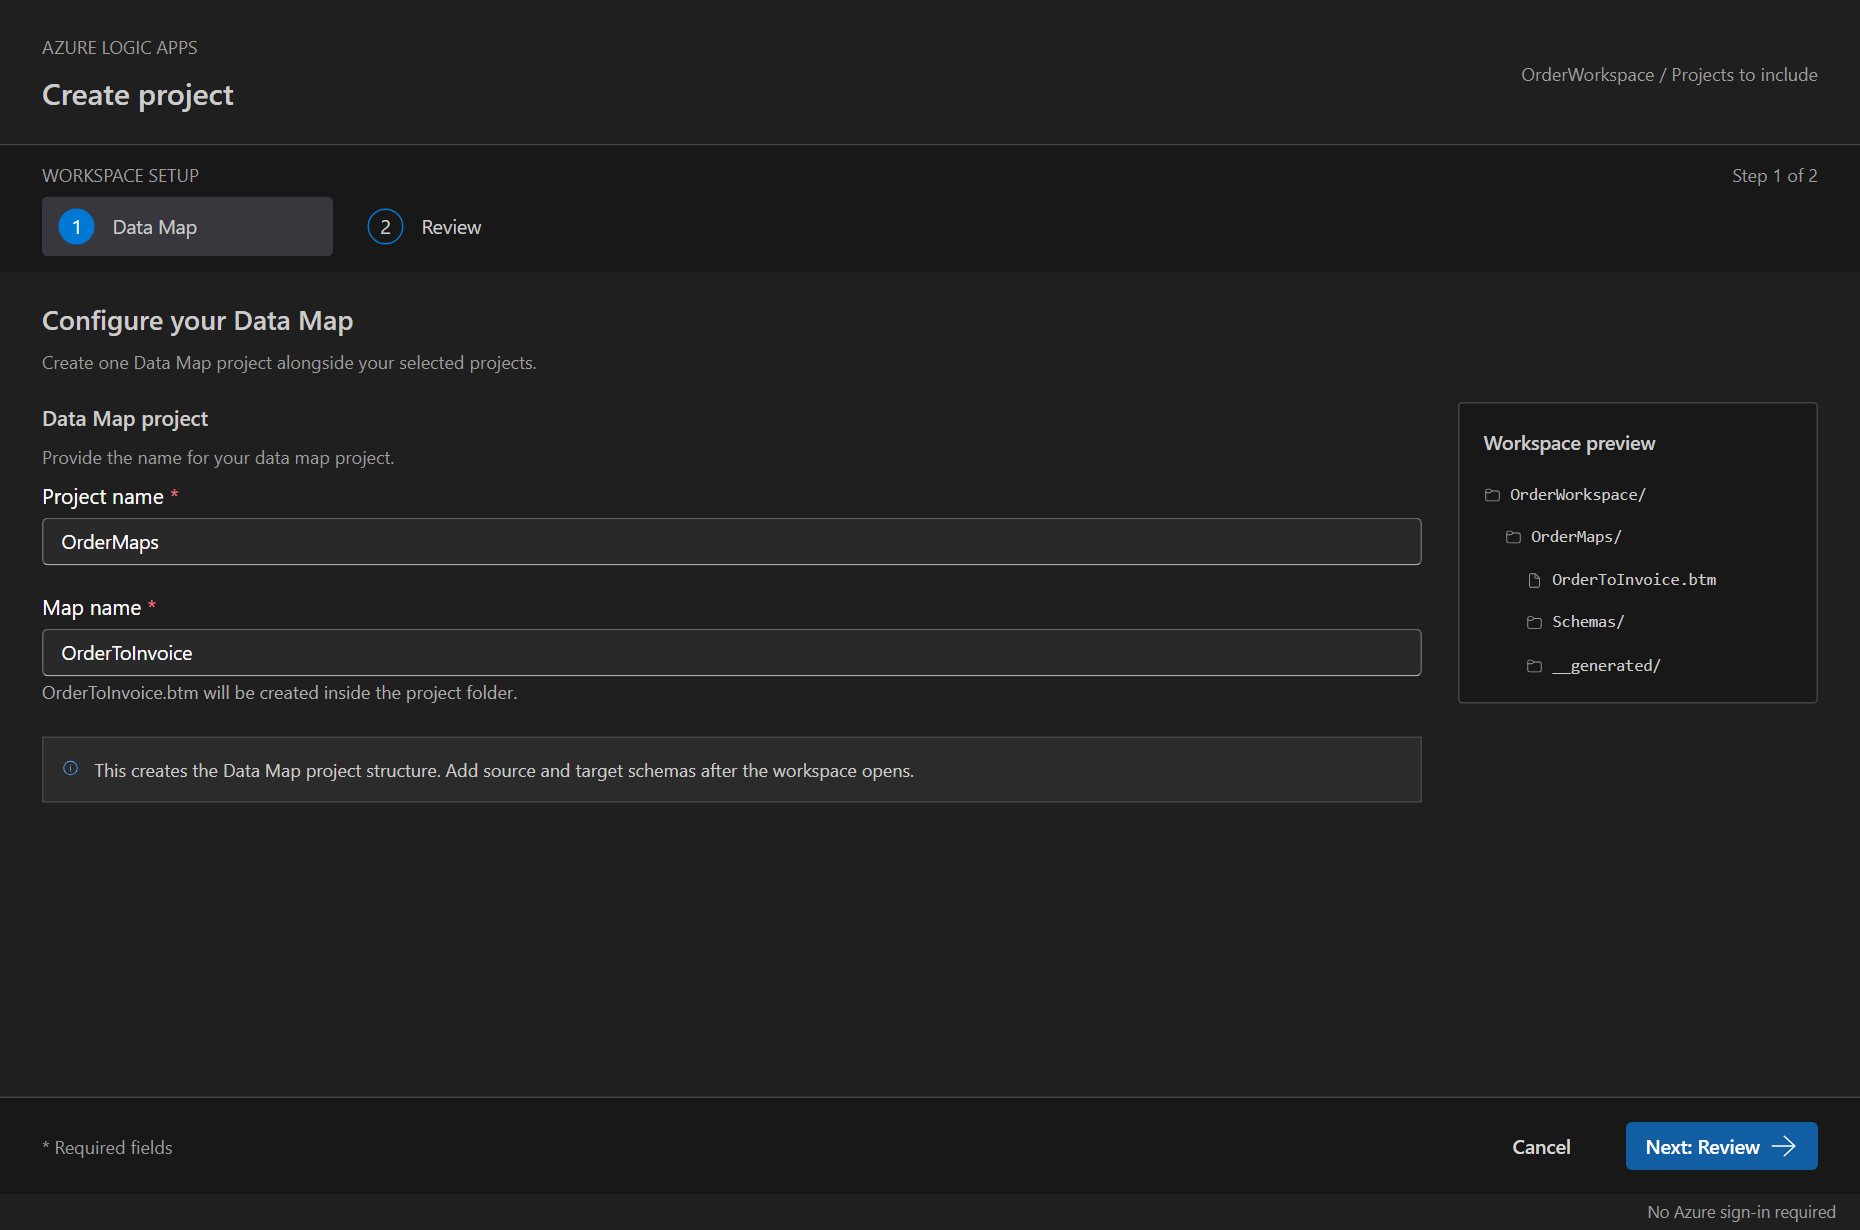 AZURE LOGIC APPS
Create project
OrderWorkspace / Projects to include
WORKSPACE SETUP
Step 1 of 2
1 Data Map
2 Review
Configure your Data Map
Create one Data Map project alongside your selected projects.
Data Map project
Provide the name for your data map project.
Project name *
OrderMaps
Map name *
OrderToInvoice
OrderToInvoice.btm will be created inside the project folder.
This creates the Data Map project structure. Add source and target schemas after the workspace opens.
Workspace preview
OrderWorkspace/
OrderMaps/
OrderToInvoice.btm
Schemas/
__generated/
* Required fields
Cancel
Next: Review
No Azure sign-in required